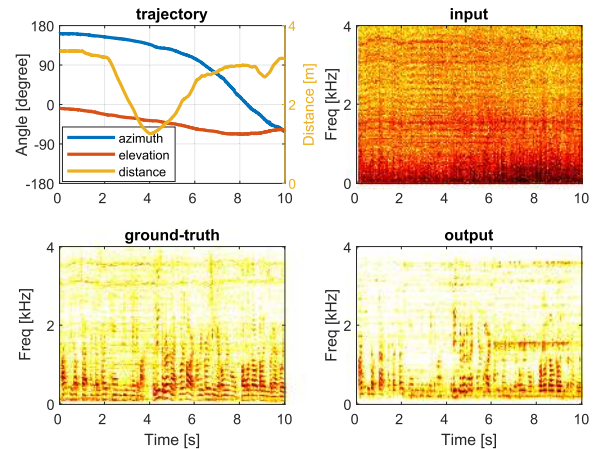 trajectory
180
90
0
-90
-180
Angle [degree]
0 2 4 6 8 10
4
2
0
Distance [m]
azimuth
elevation
distance
input
4
2
0
Freq [kHz]
0 2 4 6 8 10
ground-truth
4
2
0
Freq [kHz]
0 2 4 6 8 10
Time [s]
output
4
2
0
Freq [kHz]
0 2 4 6 8 10
Time [s]